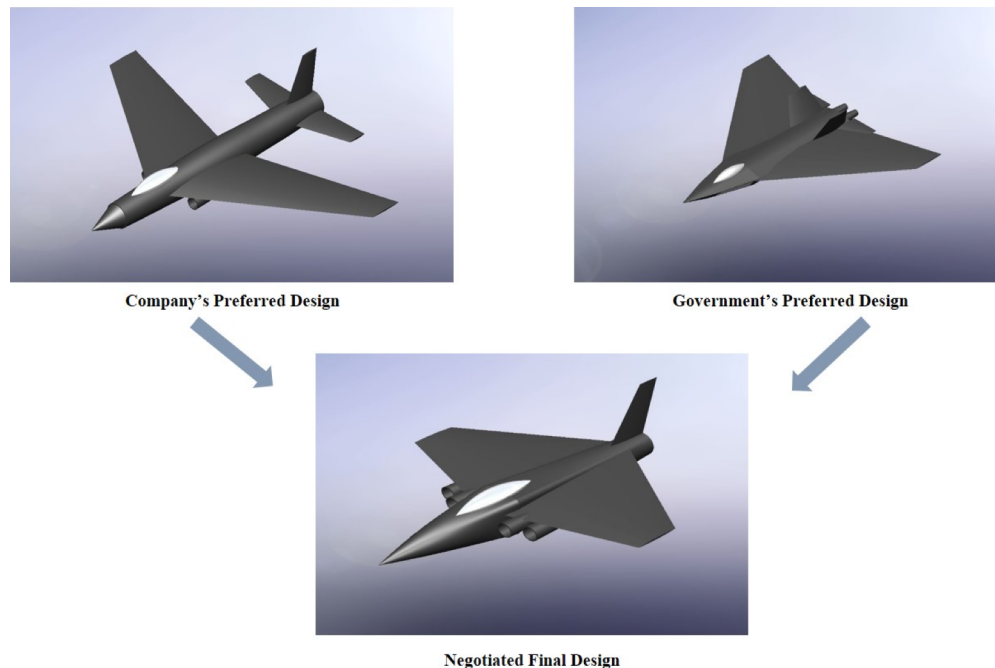 Company’s Preferred Design
Government’s Preferred Design
Negotiated Final Design